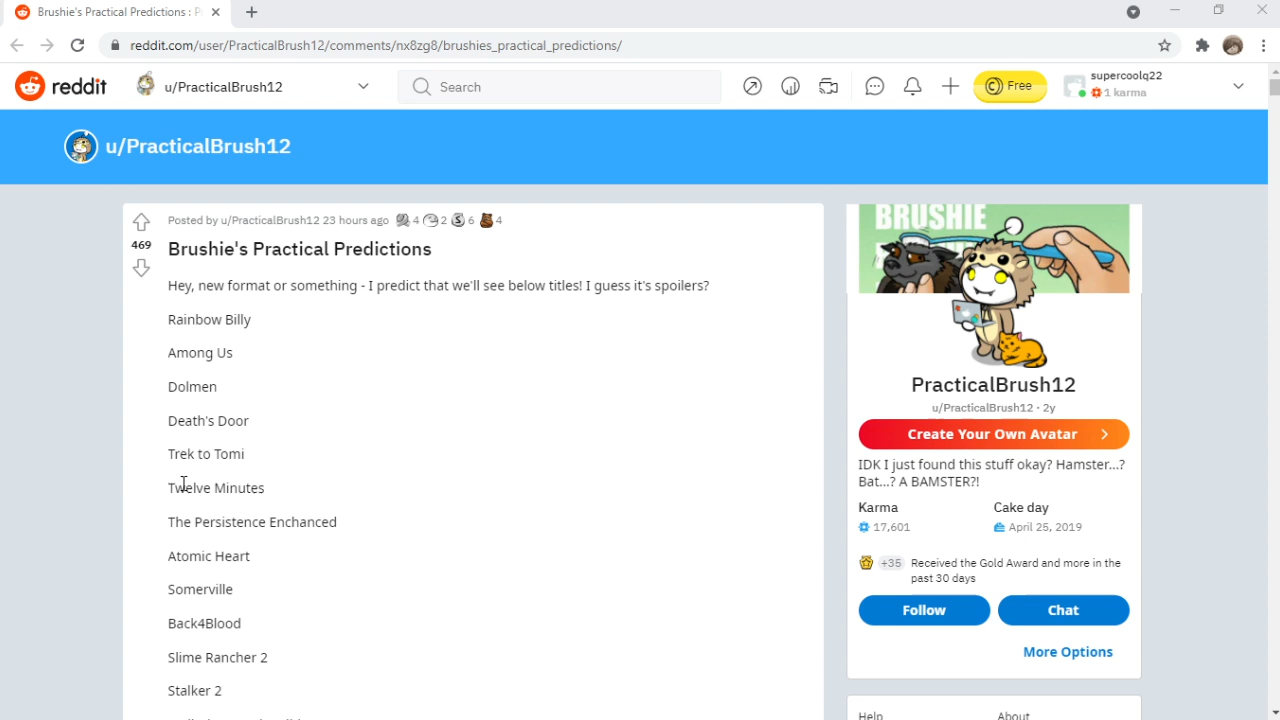 Brushie's Practical Predictions : P
reddit.com/user/PracticalBrush12/comments/nx8zg8/brushies_practical_predictions/
reddit
u/PracticalBrush12
Search
Free
supercoolq22
1 karma
u/PracticalBrush12
Posted by u/PracticalBrush12 23 hours ago 4 2 6 4
469
Brushie's Practical Predictions
Hey, new format or something - I predict that we'll see below titles! I guess it's spoilers?
Rainbow Billy
Among Us
Dolmen
Death's Door
Trek to Tomi
Twelve Minutes
The Persistence Enchanced
Atomic Heart
Somerville
Back4Blood
Slime Rancher 2
Stalker 2
BRUSHIE
PracticalBrush12
u/PracticalBrush12 · 2y
Create Your Own Avatar
IDK I just found this stuff okay? Hamster...?
Bat...? A BAMSTER?!
Karma
17,601
Cake day
April 25, 2019
+35 Received the Gold Award and more in the
past 30 days
Follow
Chat
More Options
Help
About